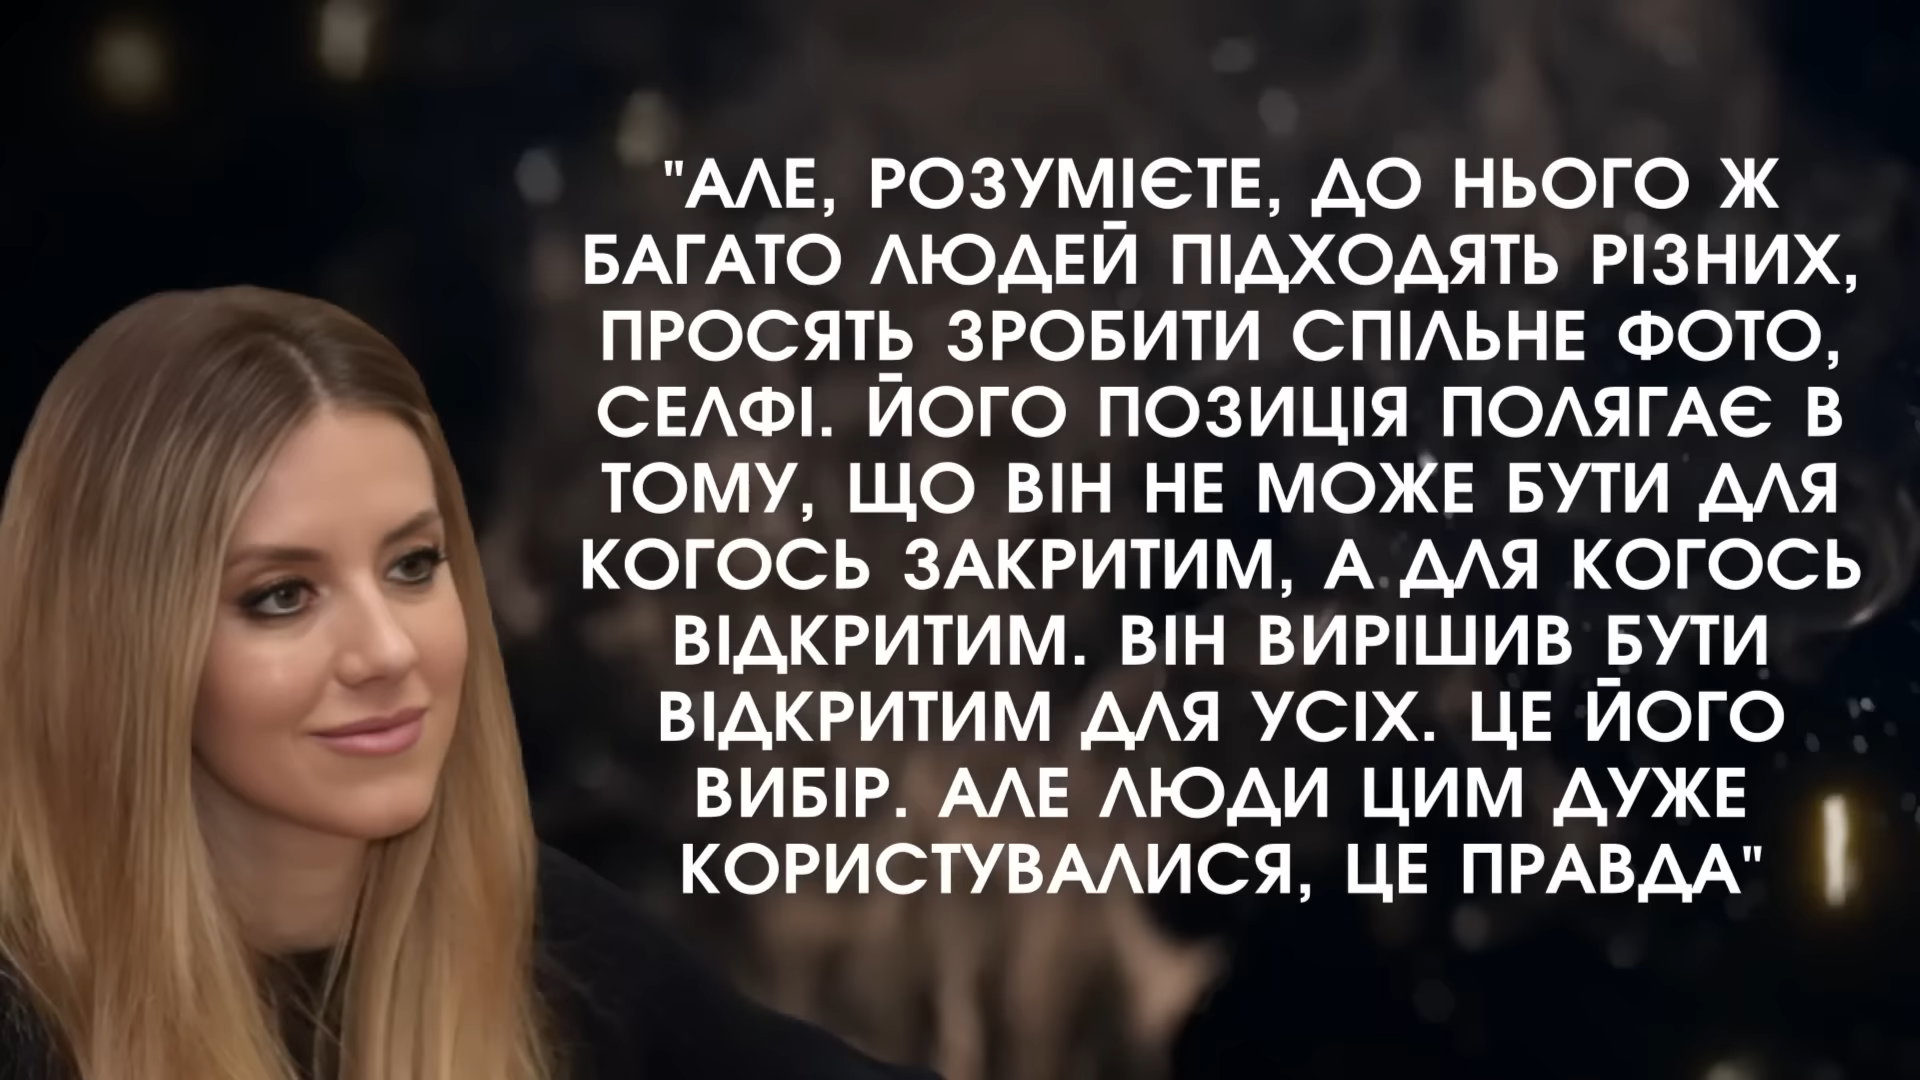 "АЛЕ, РОЗУМІЄТЕ, ДО НЬОГО Ж
БАГАТО ЛЮДЕЙ ПІДХОДЯТЬ РІЗНИХ,
ПРОСЯТЬ ЗРОБИТИ СПІЛЬНЕ ФОТО,
СЕЛФІ. ЙОГО ПОЗИЦІЯ ПОЛЯГАЄ В
ТОМУ, ЩО ВІН НЕ МОЖЕ БУТИ ДЛЯ
КОГОСЬ ЗАКРИТИМ, А ДЛЯ КОГОСЬ
ВІДКРИТИМ. ВІН ВИРІШИВ БУТИ
ВІДКРИТИМ ДЛЯ УСІХ. ЦЕ ЙОГО
ВИБІР. АЛЕ ЛЮДИ ЦИМ ДУЖЕ
КОРИСТУВАЛИСЯ, ЦЕ ПРАВДА"